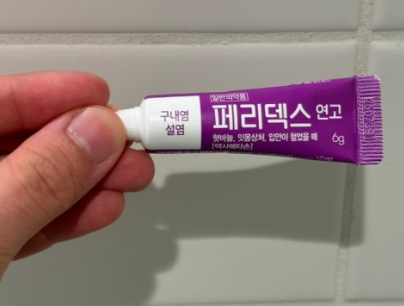 [일반의약품]
구내염
설염
페리덱스 연고
혓바늘, 잇몸상처, 입안이 헐었을 때
[덱사메타손]
6g